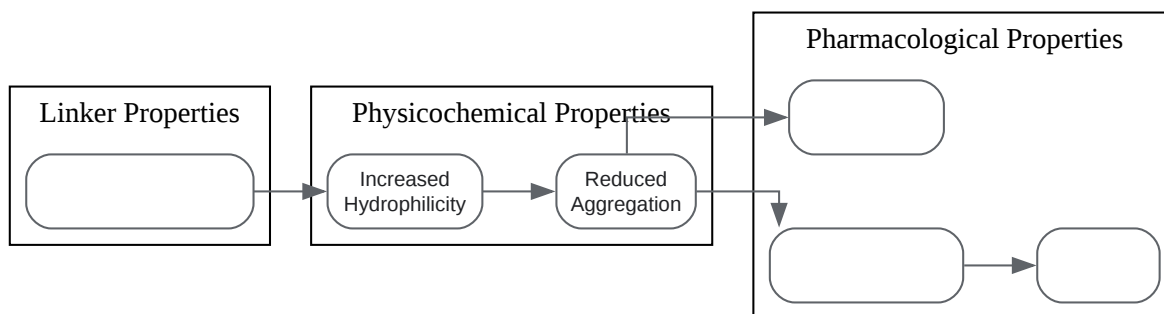 Pharmacological Properties
Linker Properties
Physicochemical Properties
Increased
Hydrophilicity
Reduced
Aggregation